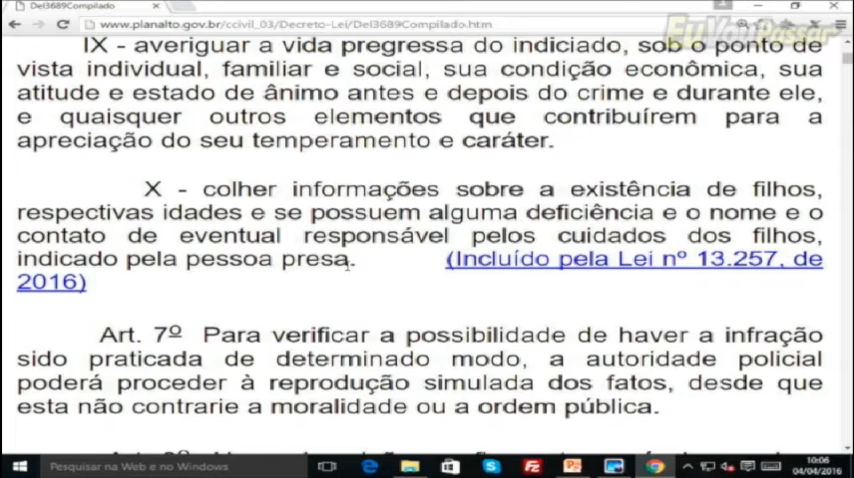 Del3689Compilado
www.planalto.gov.br/ccivil_03/Decreto-Lei/Del3689Compilado.htm
EuVouPassar
IX - averiguar a vida pregressa do indiciado, sob o ponto de
vista individual, familiar e social, sua condição econômica, sua
atitude e estado de ânimo antes e depois do crime e durante ele,
e quaisquer outros elementos que contribuírem para a
apreciação do seu temperamento e caráter.
X - colher informações sobre a existência de filhos,
respectivas idades e se possuem alguma deficiência e o nome e o
contato de eventual responsável pelos cuidados dos filhos,
indicado pela pessoa presa. (Incluído pela Lei nº 13.257, de
2016)
Art. 7º Para verificar a possibilidade de haver a infração
sido praticada de determinado modo, a autoridade policial
poderá proceder à reprodução simulada dos fatos, desde que
esta não contrarie a moralidade ou a ordem pública.
Pesquisar na Web e no Windows
10:06
04/04/2016